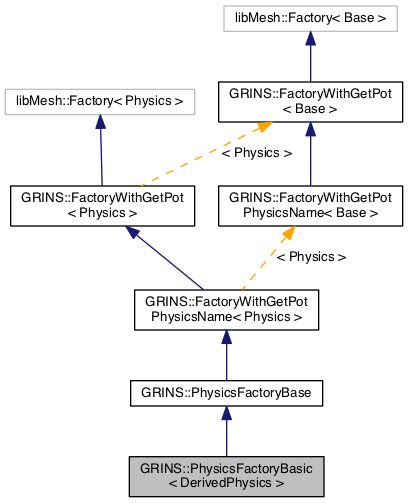 libMesh::Factory< Base >
GRINS::FactoryWithGetPot
< Base >
libMesh::Factory< Physics >
< Physics >
GRINS::FactoryWithGetPot
< Physics >
GRINS::FactoryWithGetPot
PhysicsName< Base >
< Physics >
GRINS::FactoryWithGetPot
PhysicsName< Physics >
GRINS::PhysicsFactoryBase
GRINS::PhysicsFactoryBasic
< DerivedPhysics >